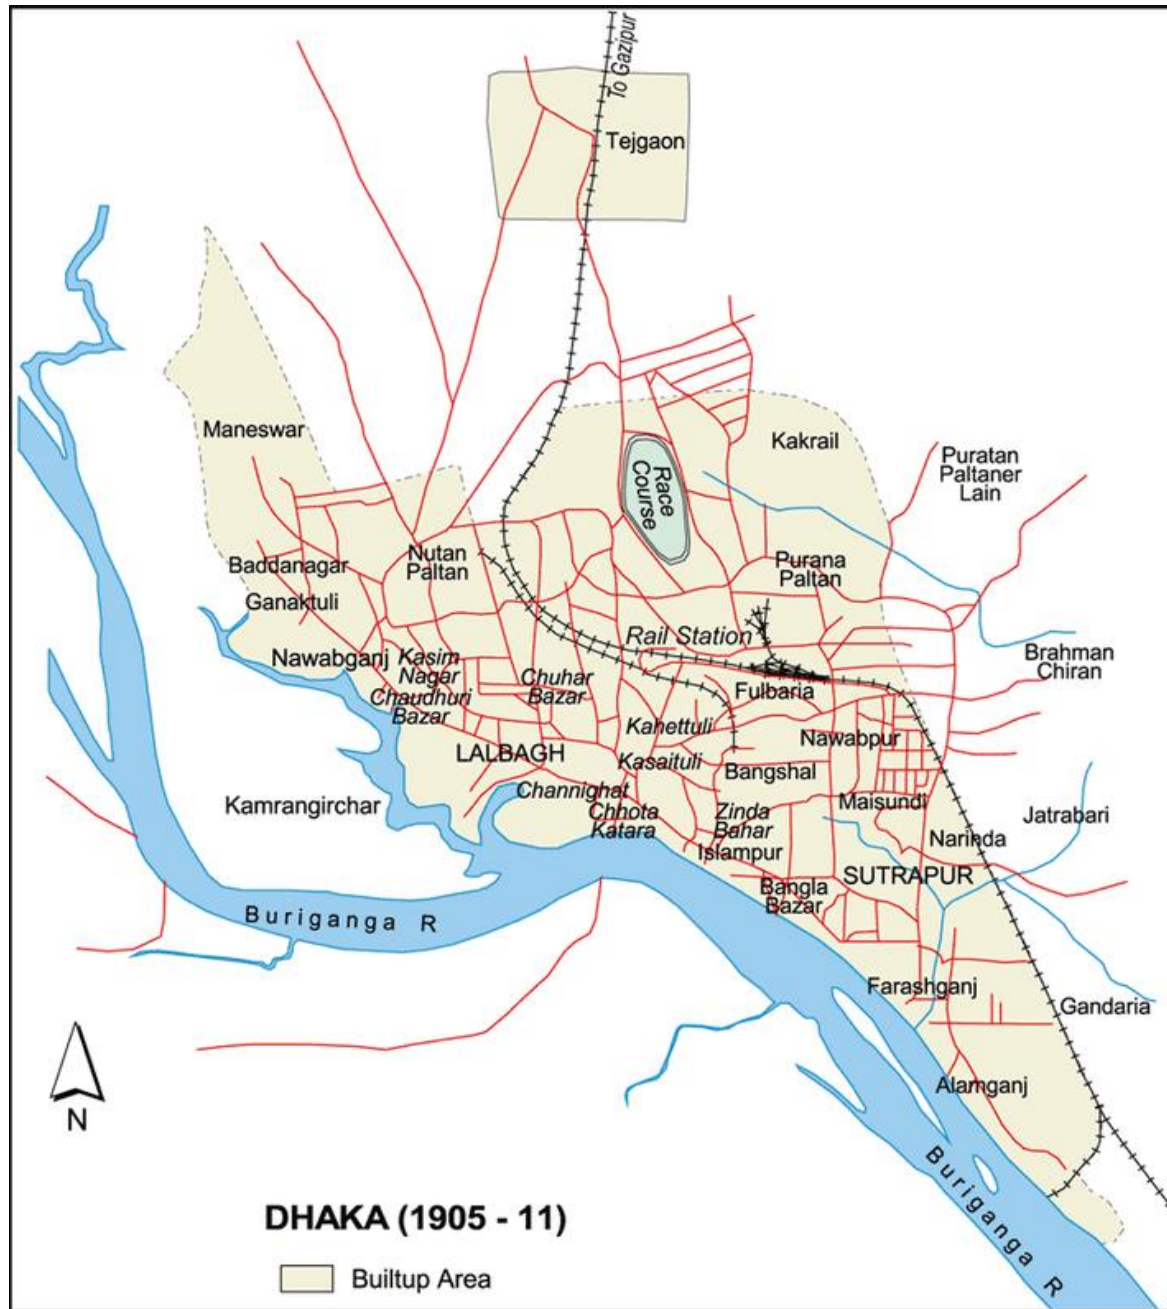 To Gazipur
Tejgaon
Maneswar
Kakrail
Race
Course
Puratan
Paltaner
Lain
Baddanagar
Nutan
Paltan
Purana
Paltan
Ganaktuli
Rail Station
Nawabganj
Kasim
Nagar
Brahman
Chiran
Chuhar
Bazar
Fulbaria
Chaudhuri
Bazar
Kahettuli
Nawabpur
LALBAGH
Kasaituli
Bangshal
Channighat
Kamrangirchar
Chhota
Katara
Zinda
Bahar
Maisundi
Jatrabari
Narinda
Islampur
SUTRAPUR
Bangla
Bazar
Buriganga R
Farashganj
Gandaria
Alamganj
N
Buriganga R
DHAKA (1905 - 11)
Builtup Area